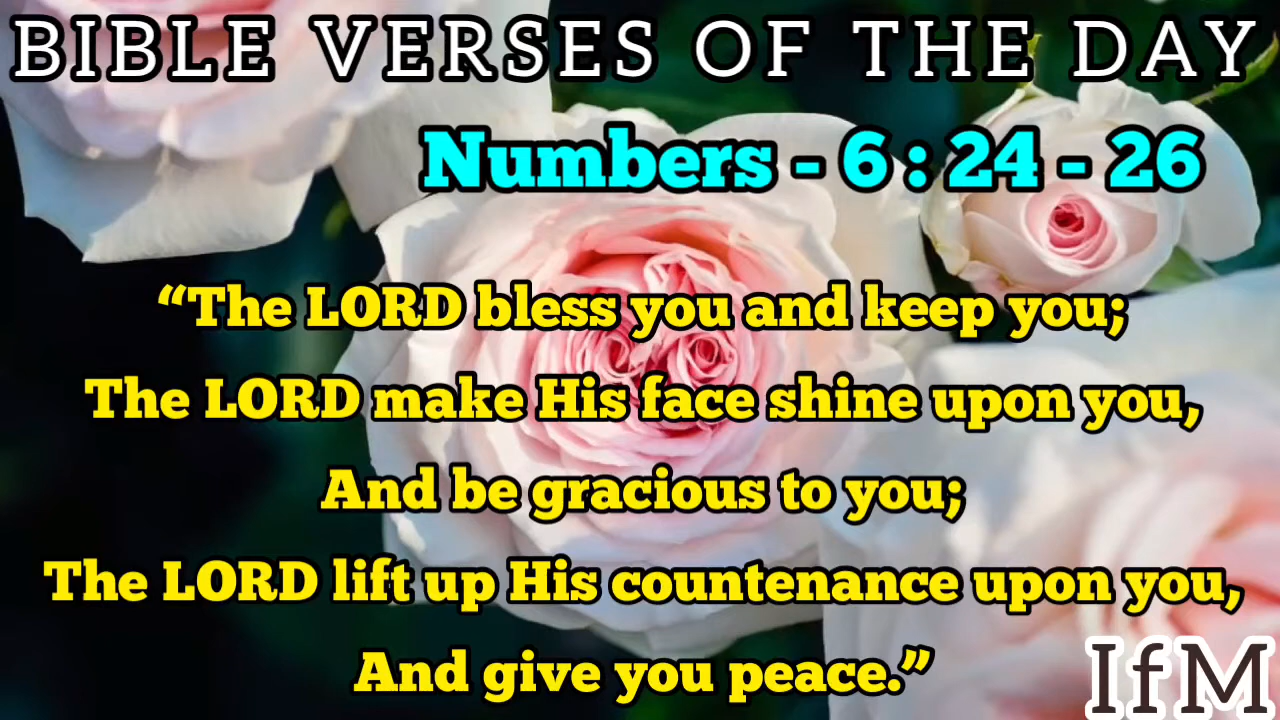 BIBLE VERSES OF THE DAY
Numbers - 6 : 24 - 26
“The LORD bless you and keep you;
The LORD make His face shine upon you,
And be gracious to you;
The LORD lift up His countenance upon you,
And give you peace.”
IfM